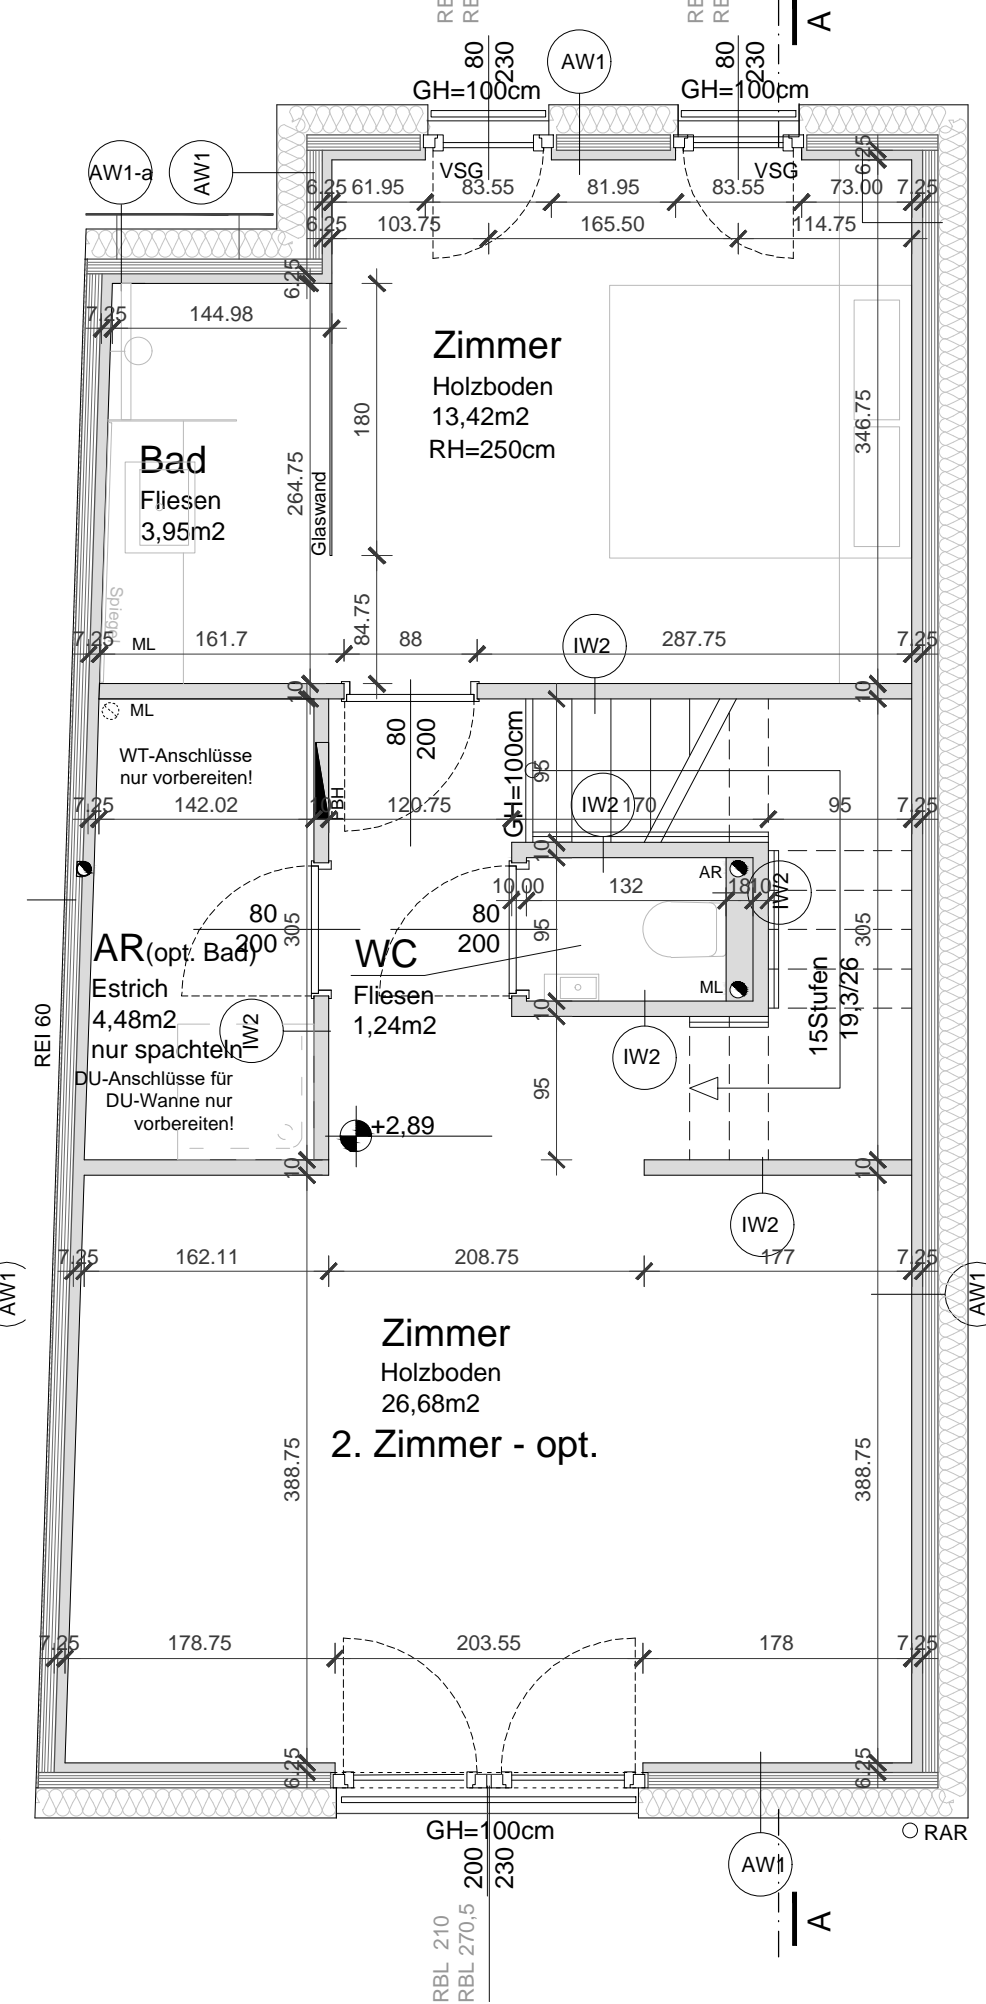 A
80
230
AW1
80
230
GH=100cm
GH=100cm
AW1-a
AW1
VSG
VSG
6.25
6.25 61.95 83.55 81.95 83.55 73.00 7.25
6.25 103.75 165.50 114.75
6.25
7.25 144.98
Zimmer
Holzboden
13,42m2
RH=250cm
180
346.75
Bad
Fliesen
3,95m2
264.75
Glaswand
Spiegel
84.75
7.25 ML 161.7 88 IW2 287.75 7.25
10
10
ML
80
200
GH=100cm
WT-Anschlüsse
nur vorbereiten!
95
7.25 142.02 10 FBH 120.75 IW2 170 95 7.25
10
AR
10.00 132 18 10
IW2
80
200
305
80
200
95
305
AR(opt. Bad)
WC
Estrich
Fliesen
4,48m2
1,24m2
ML
10
15Stufen
19,3/26
REI 60
nur spachteln
IW2
IW2
DU-Anschlüsse für
DU-Wanne nur
vorbereiten!
95
+2,89
10
10
IW2
7.25 162.11 208.75 177 7.25
AW1
AW1
Zimmer
Holzboden
26,68m2
2. Zimmer - opt.
388.75
388.75
7.25 178.75 203.55 178 7.25
6.25
6.25
GH=100cm
RAR
200
230
AW1
A
RBL 210
RBL 270,5